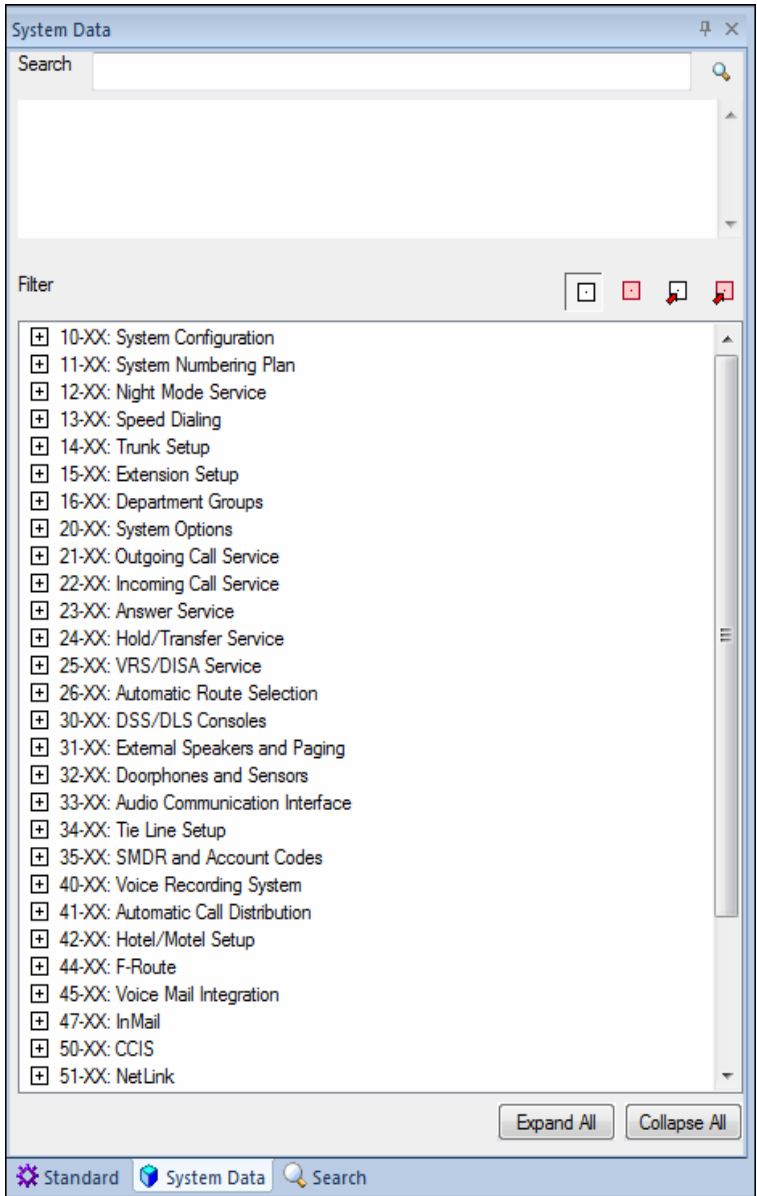 System Data
Search
Filter
10-XX: System Configuration
11-XX: System Numbering Plan
12-XX: Night Mode Service
13-XX: Speed Dialing
14-XX: Trunk Setup
15-XX: Extension Setup
16-XX: Department Groups
20-XX: System Options
21-XX: Outgoing Call Service
22-XX: Incoming Call Service
23-XX: Answer Service
24-XX: Hold/Transfer Service
25-XX: VRS/DISA Service
26-XX: Automatic Route Selection
30-XX: DSS/DLS Consoles
31-XX: External Speakers and Paging
32-XX: Doorphones and Sensors
33-XX: Audio Communication Interface
34-XX: Tie Line Setup
35-XX: SMDR and Account Codes
40-XX: Voice Recording System
41-XX: Automatic Call Distribution
42-XX: Hotel/Motel Setup
44-XX: F-Route
45-XX: Voice Mail Integration
47-XX: InMail
50-XX: CCIS
51-XX: NetLink
Expand All Collapse All
Standard System Data Search